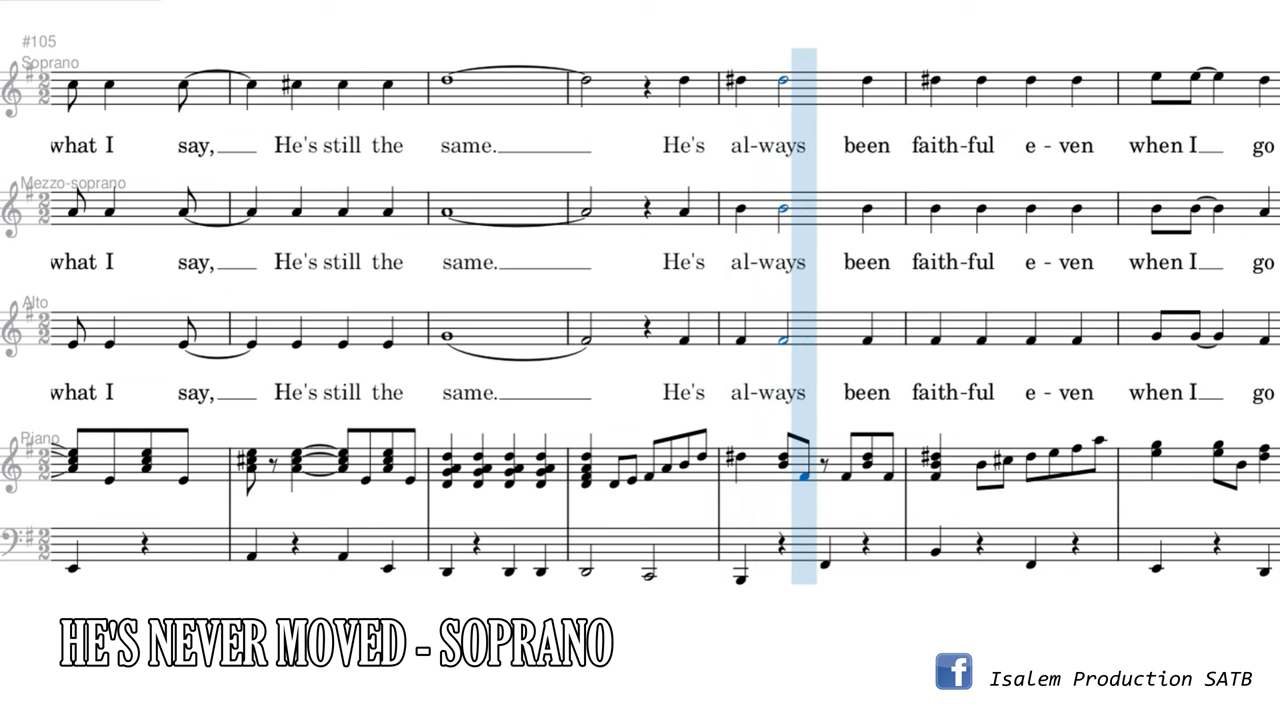 #105
Soprano
what I say, He's still the same. He's al-ways been faith-ful e - ven when I go
Mezzo-soprano
what I say, He's still the same. He's al-ways been faith-ful e - ven when I go
Alto
what I say, He's still the same. He's al-ways been faith-ful e - ven when I go
Piano
HE'S NEVER MOVED - SOPRANO
f Isalem Production SATB